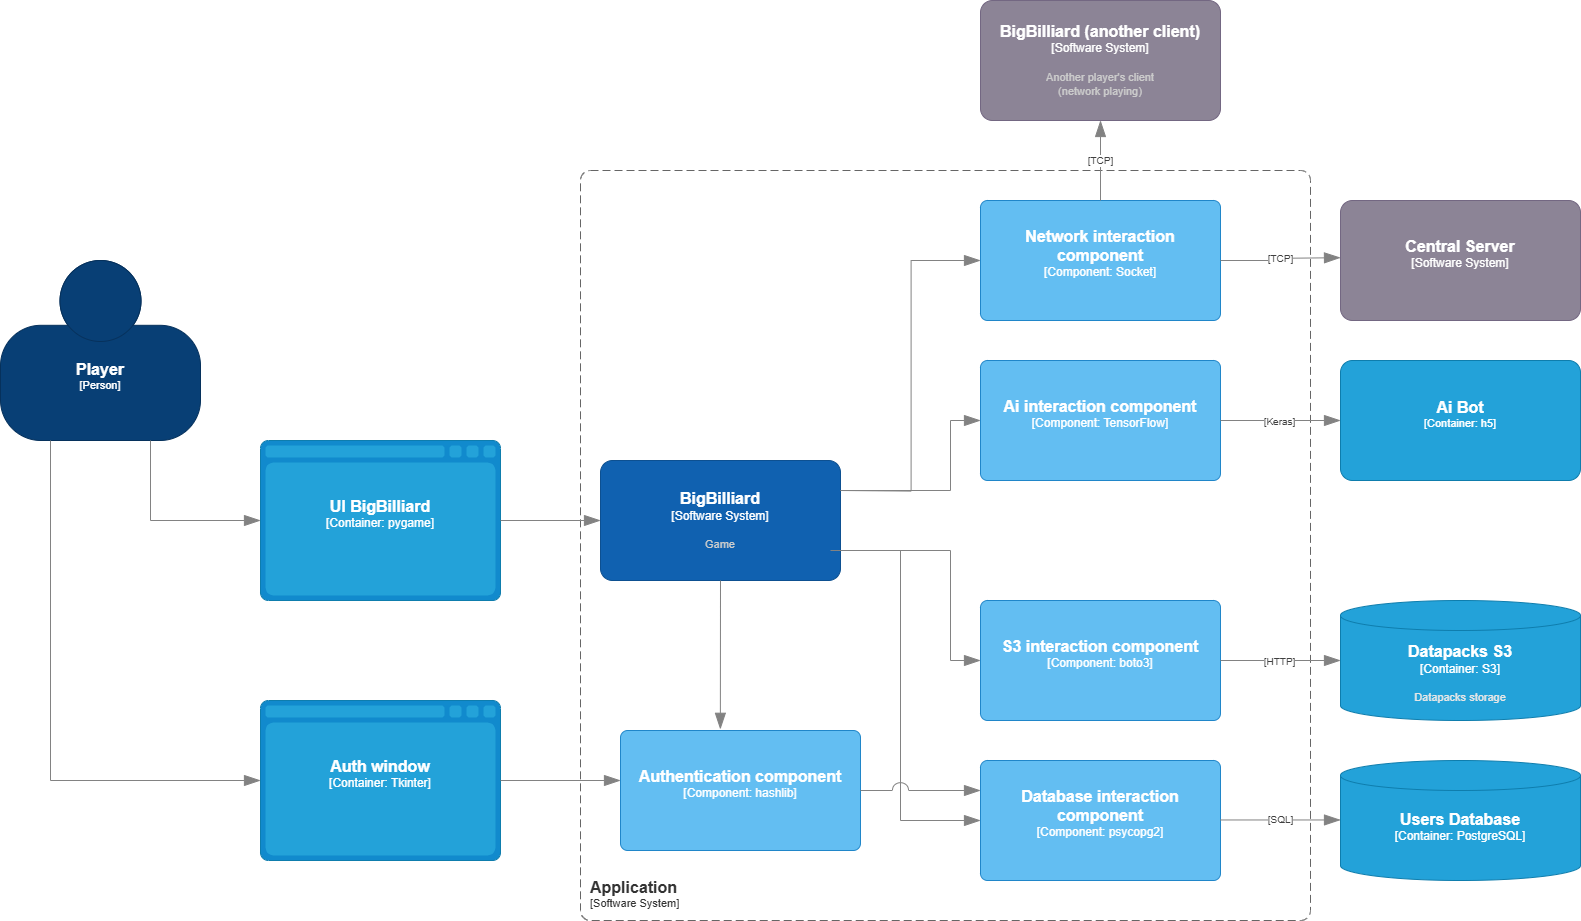 BigBilliard (another client)
[Software System]
Another player's client
(network playing)
[TCP]
Network interaction
component
[Component: Socket]
[TCP]
Central Server
[Software System]
Player
[Person]
Ai interaction component
[Component: TensorFlow]
[Keras]
Ai Bot
[Container: h5]
UI BigBilliard
[Container: pygame]
BigBilliard
[Software System]
Game
S3 interaction component
[Component: boto3]
[HTTP]
Datapacks S3
[Container: S3]
Datapacks storage
Auth window
[Container: Tkinter]
Authentication component
[Component: hashlib]
Database interaction
component
[Component: psycopg2]
[SQL]
Users Database
[Container: PostgreSQL]
Application
[Software System]